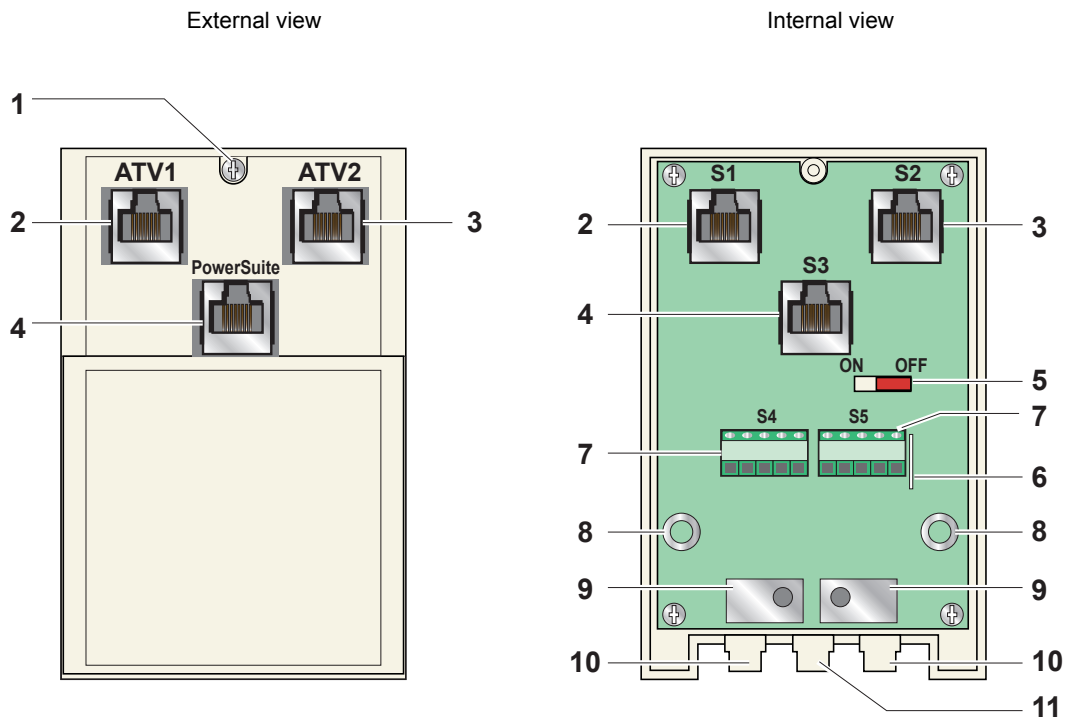 External view
Internal view
1
ATV1 ATV2
2
3
PowerSuite
4
S1 S2
2
3
S3
4
ON OFF
5
S4 S5
7
7
6
8
8
9
9
10
10
11